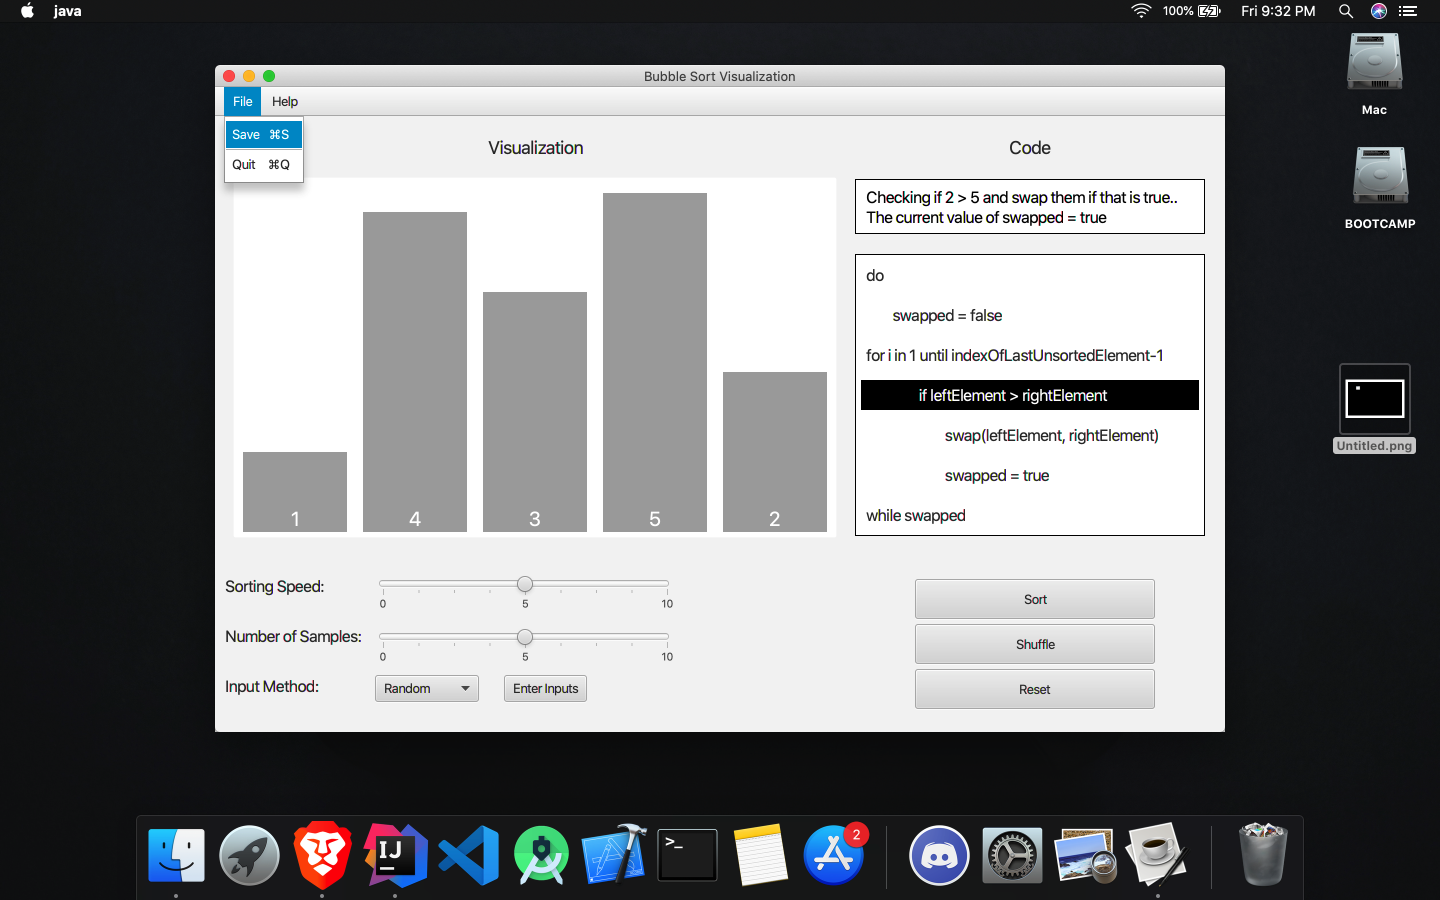 java
100%
Fri 9:32 PM
Mac
BOOTCAMP
Untitled.png
Bubble Sort Visualization
File Help
Save ⌘S
Quit ⌘Q
Visualization
1 4 3 5 2
Code
Checking if 2 > 5 and swap them if that is true..
The current value of swapped = true
do
swapped = false
for i in 1 until indexOfLastUnsortedElement-1
if leftElement > rightElement
swap(leftElement, rightElement)
swapped = true
while swapped
Sorting Speed:
0 5 10
Number of Samples:
0 5 10
Input Method:
Random
Enter Inputs
Sort
Shuffle
Reset
IJ
>_
2